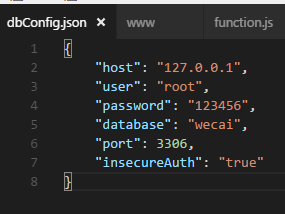 dbConfig.json × www function.js
1 {
2 "host": "127.0.0.1",
3 "user": "root",
4 "password": "123456",
5 "database": "wecai",
6 "port": 3306,
7 "insecureAuth": "true"
8 }